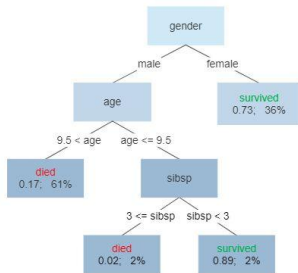 gender
male
female
age
survived
0.73; 36%
9.5 < age
age <= 9.5
died
0.17; 61%
sibsp
3 <= sibsp
sibsp < 3
died
0.02; 2%
survived
0.89; 2%